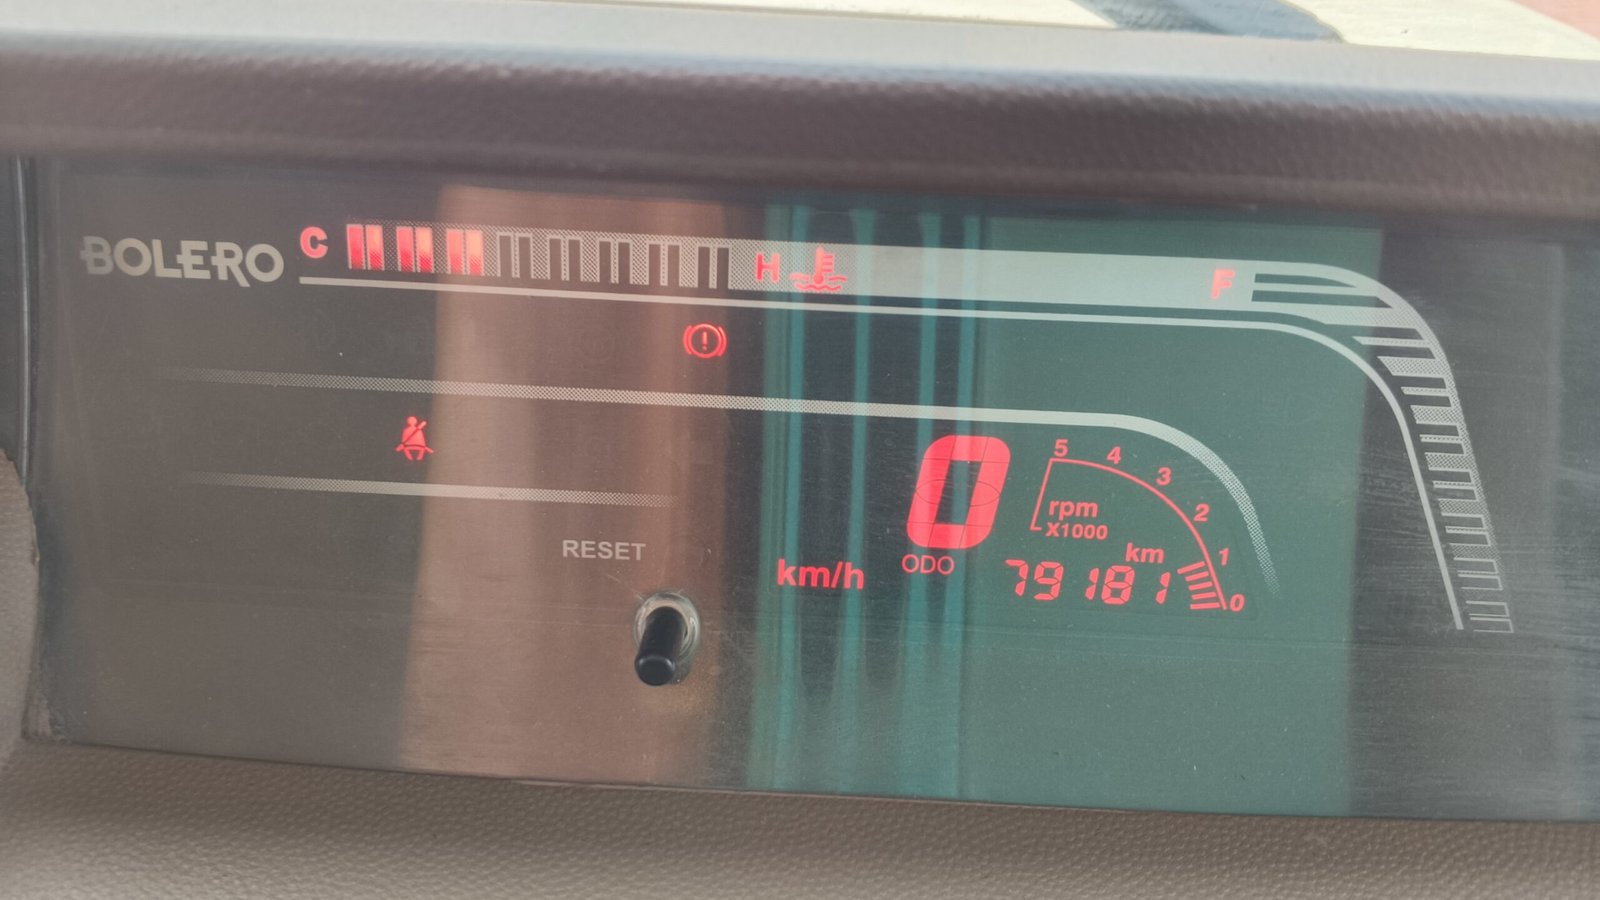 BOLERO
C
H
F
5
4
3
2
1
0
rpm
X1000
0
km/h
ODO
km
79181
RESET